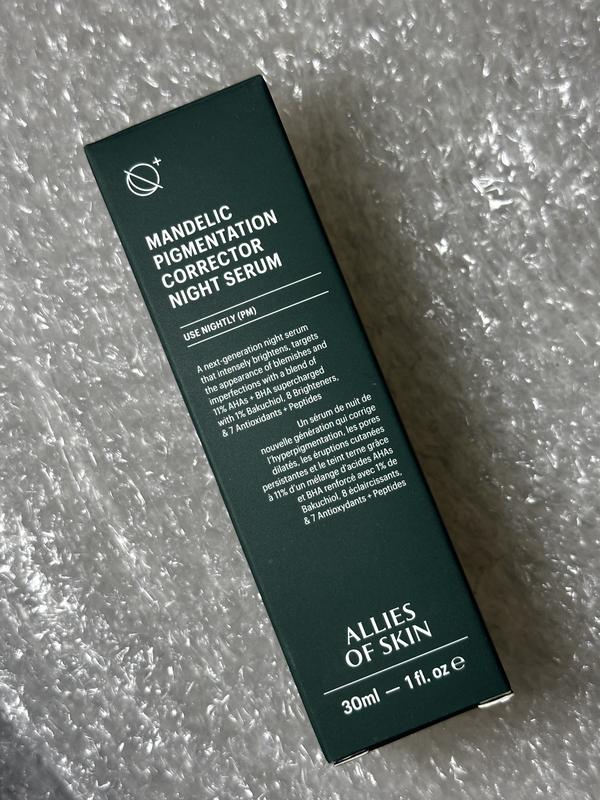 MANDELIC
PIGMENTATION
CORRECTOR
NIGHT SERUM
USE NIGHTLY (PM)
A next-generation night serum
that intensely brightens, targets
the appearance of blemishes and
imperfections with a blend of
11% AHAs + BHA supercharged
with 1% Bakuchiol, 8 Brighteners,
& 7 Antioxidants + Peptides
Un sérum de nuit de
nouvelle génération qui corrige
l'hyperpigmentation, les pores
dilatés, les éruptions cutanées
persistantes et le teint terne grâce
à 11% d'un mélange d'acides AHAs
et BHA renforcé avec 1% de
Bakuchiol, 8 éclaircissants,
& 7 Antioxydants + Peptides
ALLIES
OF SKIN
30ml — 1 fl. oz ℮